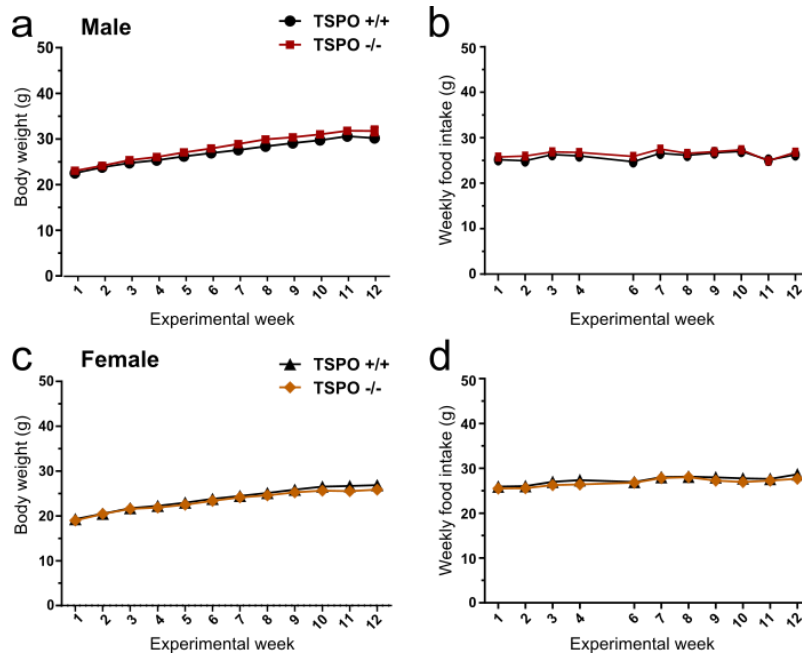 a
Male
TSPO +/+
TSPO -/-
Body weight (g)
50
40
30
20
10
0
1 2 3 4 5 6 7 8 9 10 11 12
Experimental week
b
Weekly food intake (g)
50
40
30
20
10
0
1 2 3 4 6 7 8 9 10 11 12
Experimental week
c
Female
TSPO +/+
TSPO -/-
Body weight (g)
50
40
30
20
10
0
1 2 3 4 5 6 7 8 9 10 11 12
Experimental week
d
Weekly food intake (g)
50
40
30
20
10
0
1 2 3 4 6 7 8 9 10 11 12
Experimental week